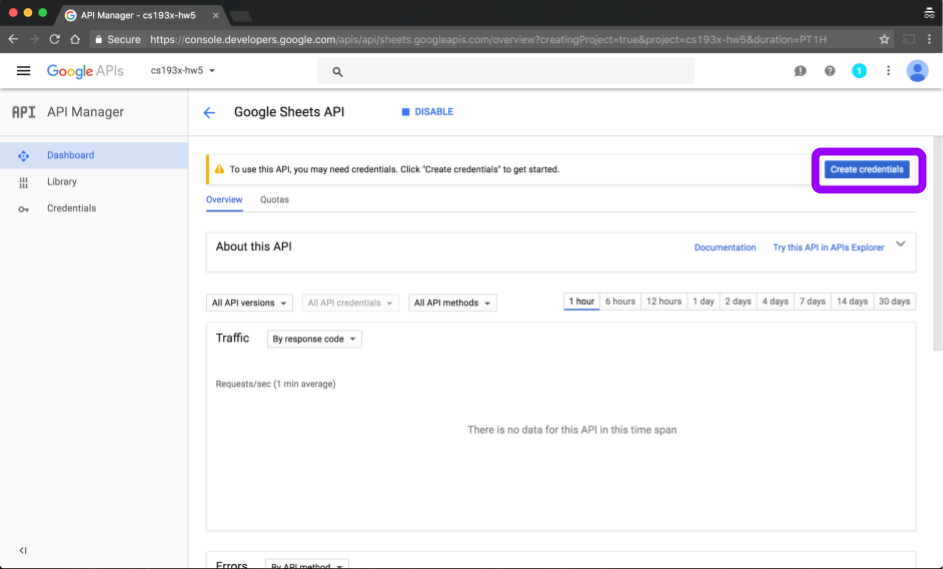 API Manager - cs193x-hw5
Secure https://console.developers.google.com/apis/api/sheets.googleapis.com/overview?creatingProject=true&project=cs193x-hw5&duration=PT1H
Google APIs cs193x-hw5 1
API API Manager Google Sheets API DISABLE
Dashboard
Library
Credentials
To use this API, you may need credentials. Click "Create credentials" to get started. Create credentials
Overview Quotas
About this API Documentation Try this API in APIs Explorer
All API versions All API credentials All API methods 1 hour 6 hours 12 hours 1 day 2 days 4 days 7 days 14 days 30 days
Traffic By response code
Requests/sec (1 min average)
There is no data for this API in this time span
Errors By API method